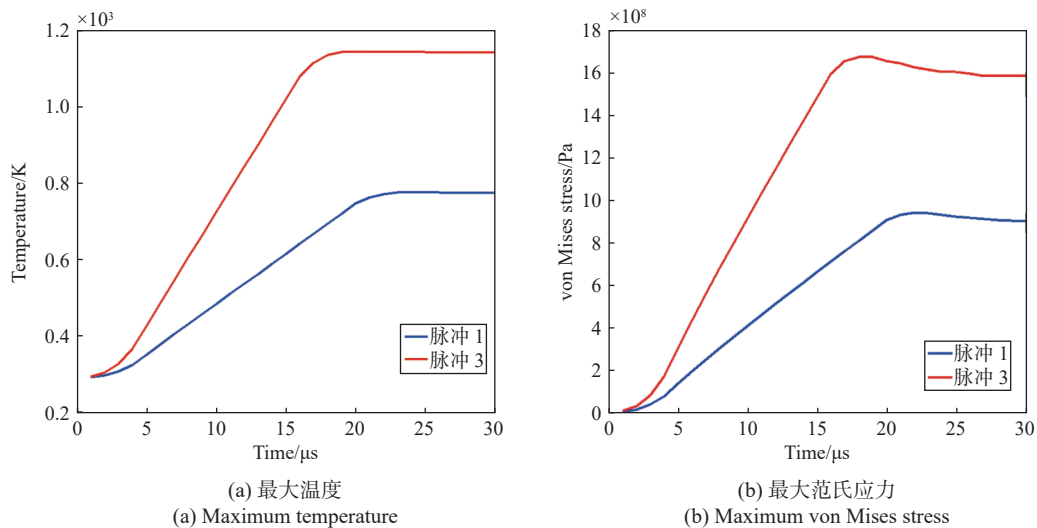 ×10³
1.2
1.0
0.8
0.6
0.4
0.2
Temperature/K
0 5 10 15 20 25 30
Time/μs
脉冲 1
脉冲 3
(a) 最大温度
(a) Maximum temperature
×10⁸
18
16
14
12
10
8
6
4
2
0
von Mises stress/Pa
0 5 10 15 20 25 30
Time/μs
脉冲 1
脉冲 3
(b) 最大范氏应力
(b) Maximum von Mises stress